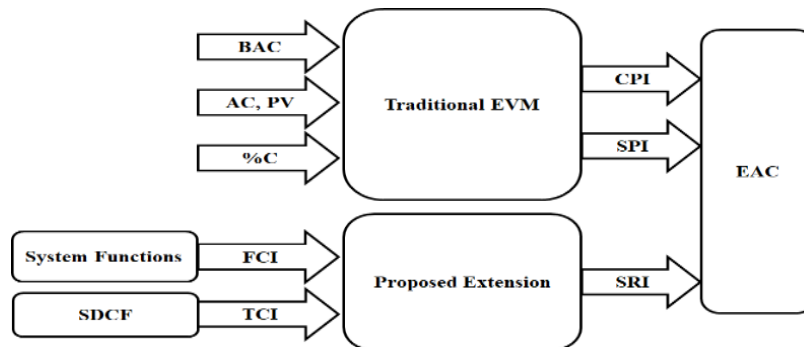 BAC
AC, PV
%C
Traditional EVM
CPI
SPI
EAC
System Functions
FCI
SDCF
TCI
Proposed Extension
SRI